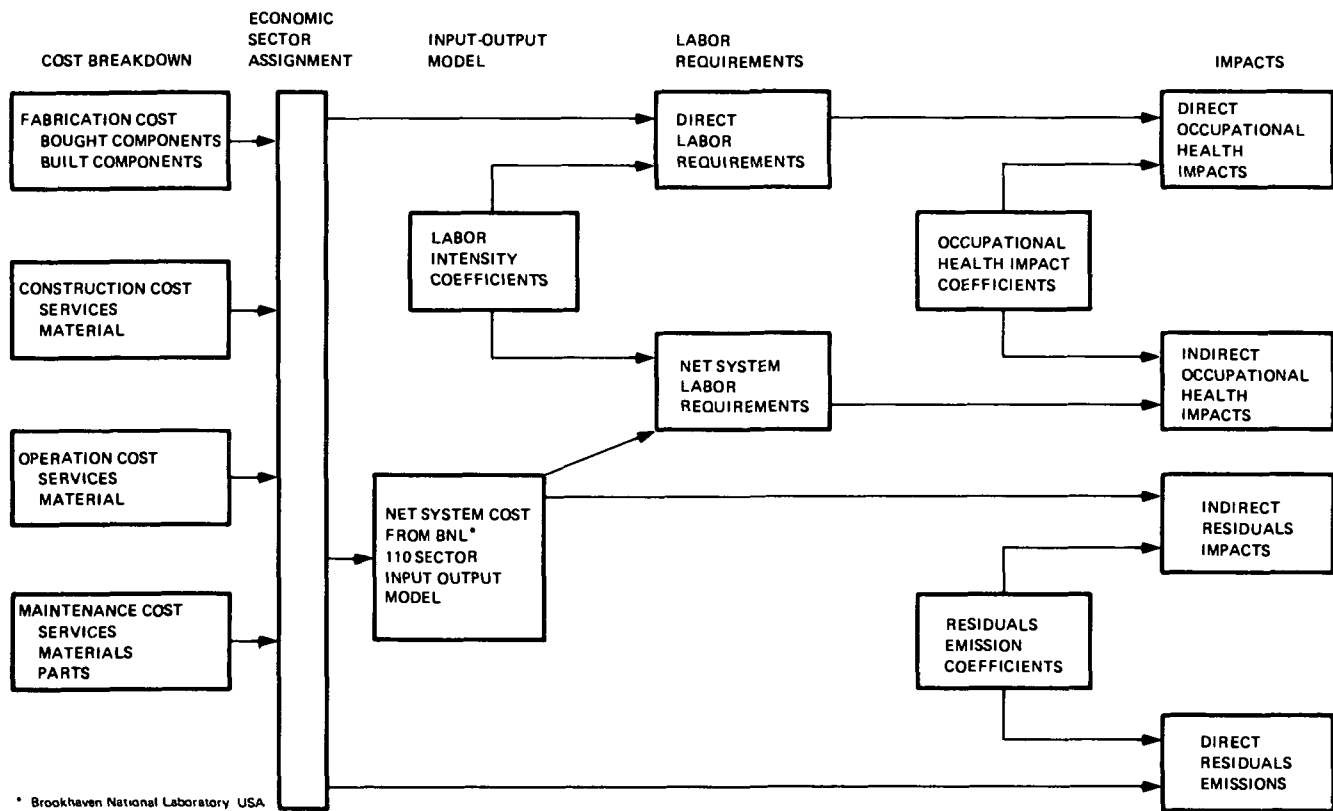 COST BREAKDOWN
ECONOMIC
SECTOR
ASSIGNMENT
INPUT-OUTPUT
MODEL
LABOR
REQUIREMENTS
IMPACTS
FABRICATION COST
BOUGHT COMPONENTS
BUILT COMPONENTS
CONSTRUCTION COST
SERVICES
MATERIAL
OPERATION COST
SERVICES
MATERIAL
MAINTENANCE COST
SERVICES
MATERIALS
PARTS
LABOR
INTENSITY
COEFFICIENTS
NET SYSTEM COST
FROM BNL*
110 SECTOR
INPUT OUTPUT
MODEL
DIRECT
LABOR
REQUIREMENTS
NET SYSTEM
LABOR
REQUIREMENTS
OCCUPATIONAL
HEALTH IMPACT
COEFFICIENTS
RESIDUALS
EMISSION
COEFFICIENTS
DIRECT
OCCUPATIONAL
HEALTH
IMPACTS
INDIRECT
OCCUPATIONAL
HEALTH
IMPACTS
INDIRECT
RESIDUALS
IMPACTS
DIRECT
RESIDUALS
EMISSIONS
* Brookhaven National Laboratory USA